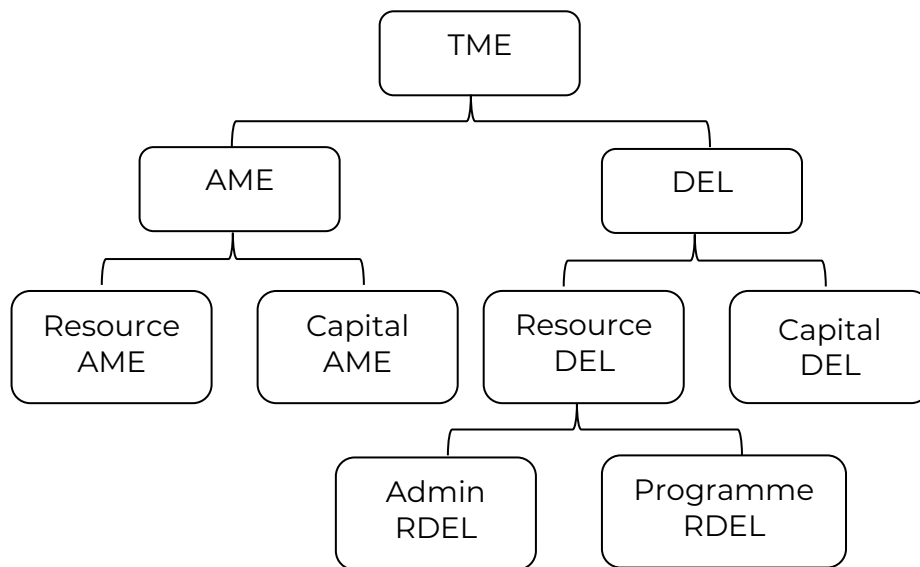 TME
AME
DEL
Resource
AME
Capital
AME
Resource
DEL
Capital
DEL
Admin
RDEL
Programme
RDEL